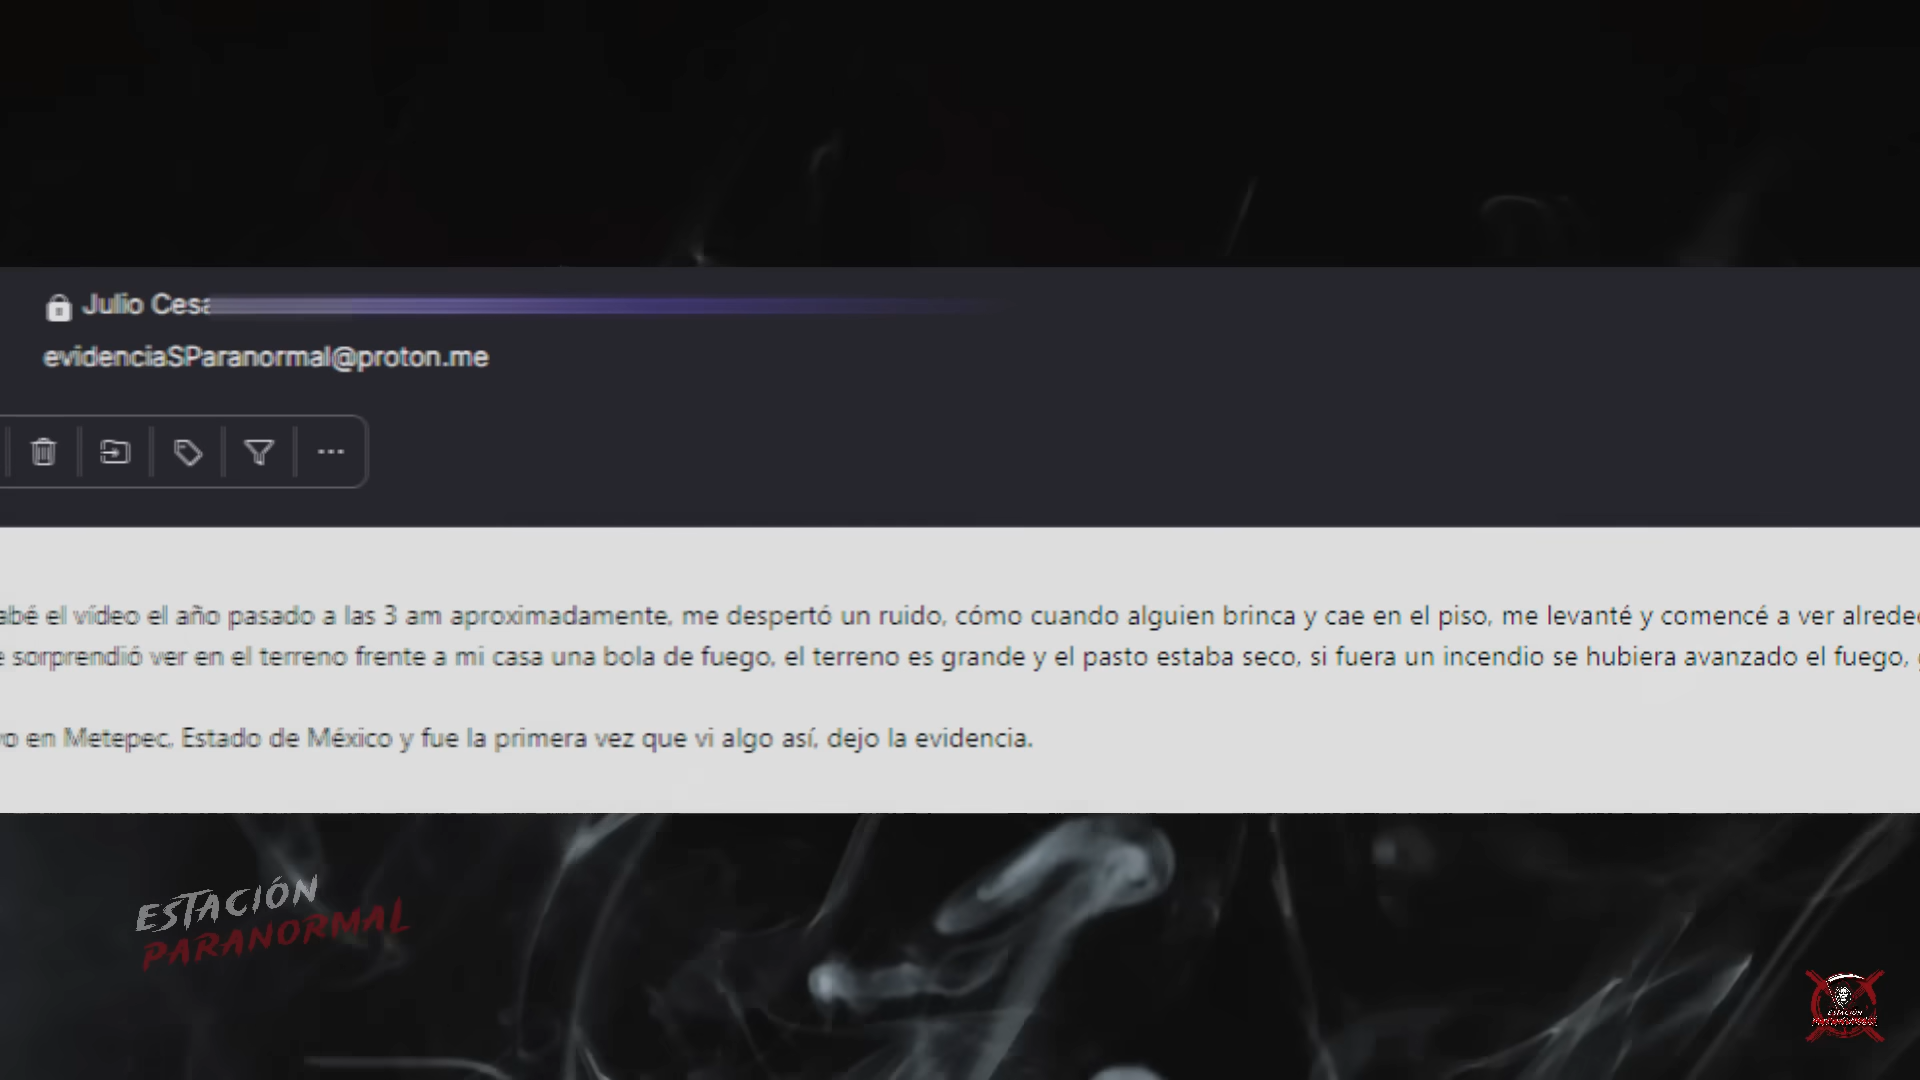 Julio Cesa
evidenciaSParanormal@proton.me
abé el vídeo el año pasado a las 3 am aproximadamente, me despertó un ruido, cómo cuando alguien brinca y cae en el piso, me levanté y comencé a ver alrede
sorprendió ver en el terreno frente a mi casa una bola de fuego, el terreno es grande y el pasto estaba seco, si fuera un incendio se hubiera avanzado el fuego,
vo en Metepec, Estado de México y fue la primera vez que vi algo así, dejo la evidencia.
ESTACIÓN
PARANORMAL
ESTACIÓN
PARANORMAL